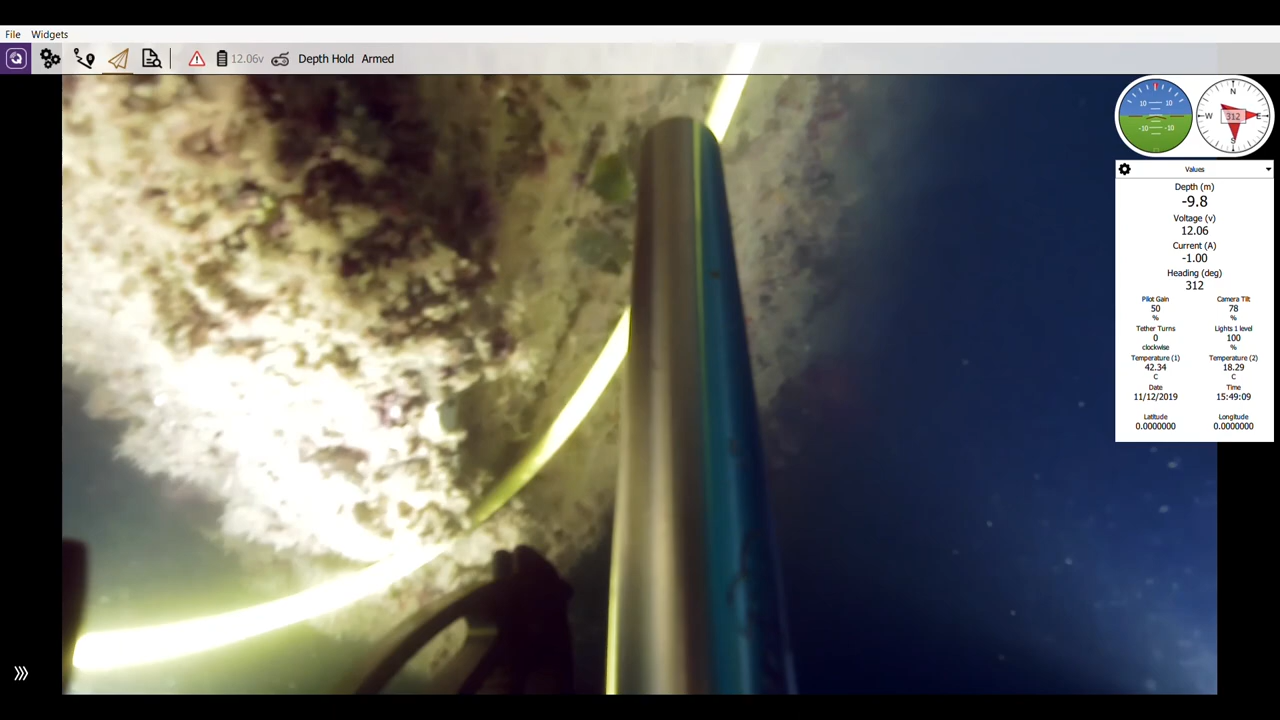 File Widgets
12.06v Depth Hold Armed
10 10
-10 -10
N
W 312 E
S
Values
Depth (m)
-9.8
Voltage (v)
12.06
Current (A)
-1.00
Heading (deg)
312
Pilot Gain Camera Tilt
50 78
% %
Tether Turns Lights 1 level
0 100
clockwise %
Temperature (1) Temperature (2)
42.34 18.29
C C
Date Time
11/12/2019 15:49:09
Latitude Longitude
0.0000000 0.0000000